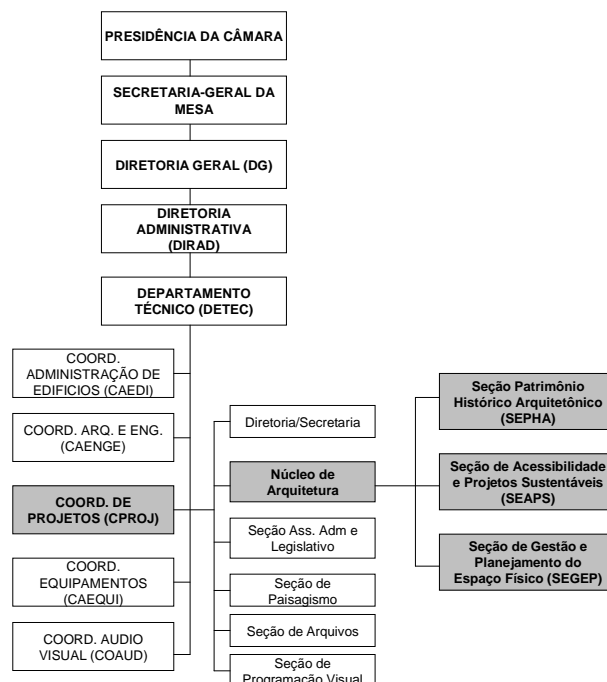 PRESIDÊNCIA DA CÂMARA
SECRETARIA-GERAL DA
MESA
DIRETORIA GERAL (DG)
DIRETORIA
ADMINISTRATIVA
(DIRAD)
DEPARTAMENTO
TÉCNICO (DETEC)
COORD.
ADMINISTRAÇÃO DE
EDIFICIOS (CAEDI)
COORD. ARQ. E ENG.
(CAENGE)
COORD. DE
PROJETOS (CPROJ)
COORD.
EQUIPAMENTOS
(CAEQUI)
COORD. AUDIO
VISUAL (COAUD)
Diretoria/Secretaria
Núcleo de
Arquitetura
Seção Ass. Adm e
Legislativo
Seção de
Paisagismo
Seção de Arquivos
Seção de
Programação Visual
Seção Patrimônio
Histórico Arquitetônico
(SEPHA)
Seção de Acessibilidade
e Projetos Sustentáveis
(SEAPS)
Seção de Gestão e
Planejamento do
Espaço Físico (SEGEP)